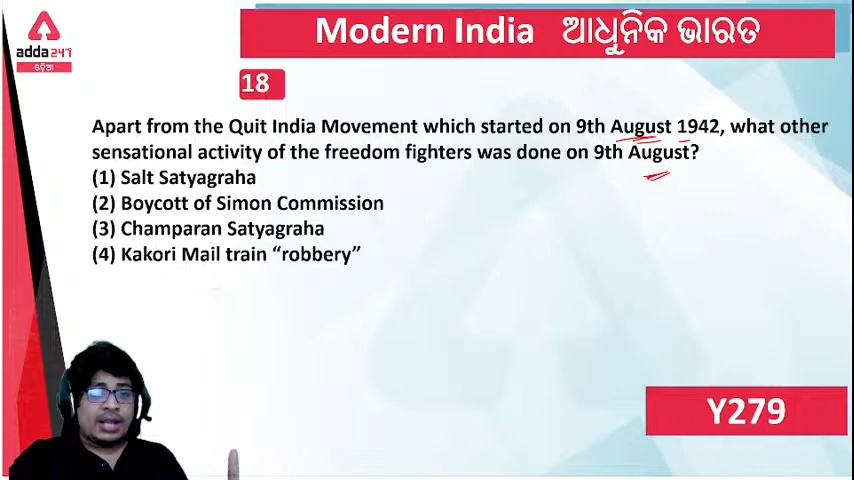 adda247
ଓଡ଼ିଆ
Modern India ଆଧୁନିକ ଭାରତ
18
Apart from the Quit India Movement which started on 9th August 1942, what other
sensational activity of the freedom fighters was done on 9th August?
(1) Salt Satyagraha
(2) Boycott of Simon Commission
(3) Champaran Satyagraha
(4) Kakori Mail train “robbery”
Y279